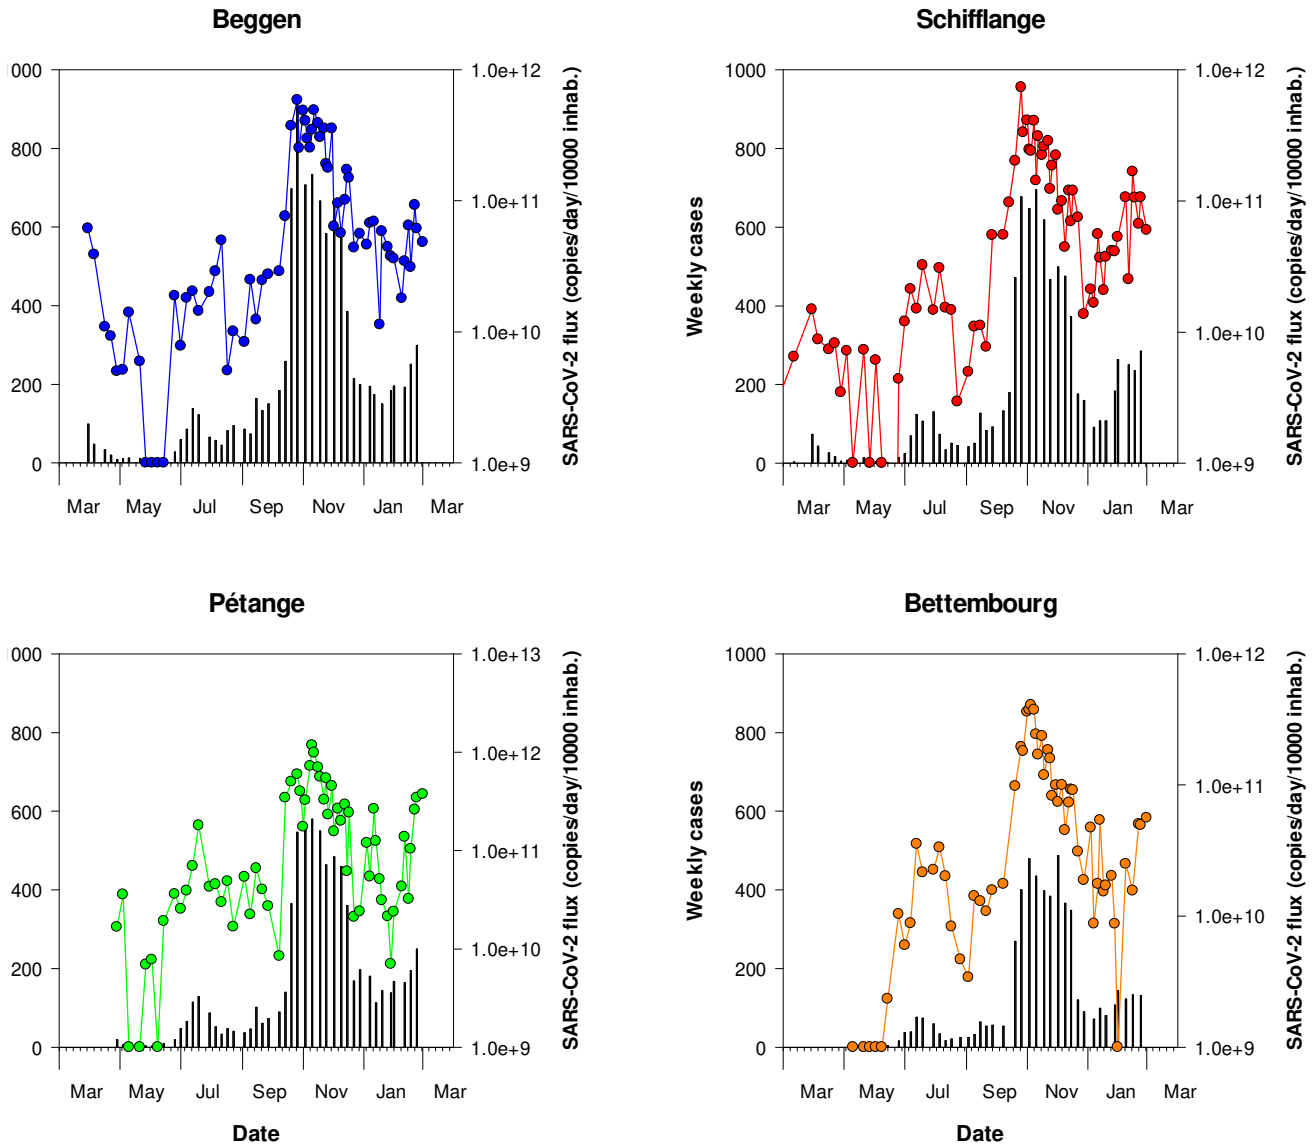 Beggen
000
800
600
400
200
0
1.0e+12
1.0e+11
1.0e+10
1.0e+9
SARS-CoV-2 flux (copies/day/10000 inhab.)
Mar May Jul Sep Nov Jan Mar
Schifflange
Weekly cases
1000
800
600
400
200
0
1.0e+12
1.0e+11
1.0e+10
1.0e+9
SARS-CoV-2 flux (copies/day/10000 inhab.)
Mar May Jul Sep Nov Jan Mar
Pétange
000
800
600
400
200
0
1.0e+13
1.0e+12
1.0e+11
1.0e+10
1.0e+9
SARS-CoV-2 flux (copies/day/10000 inhab.)
Mar May Jul Sep Nov Jan Mar
Date
Bettembourg
Weekly cases
1000
800
600
400
200
0
1.0e+12
1.0e+11
1.0e+10
1.0e+9
SARS-CoV-2 flux (copies/day/10000 inhab.)
Mar May Jul Sep Nov Jan Mar
Date